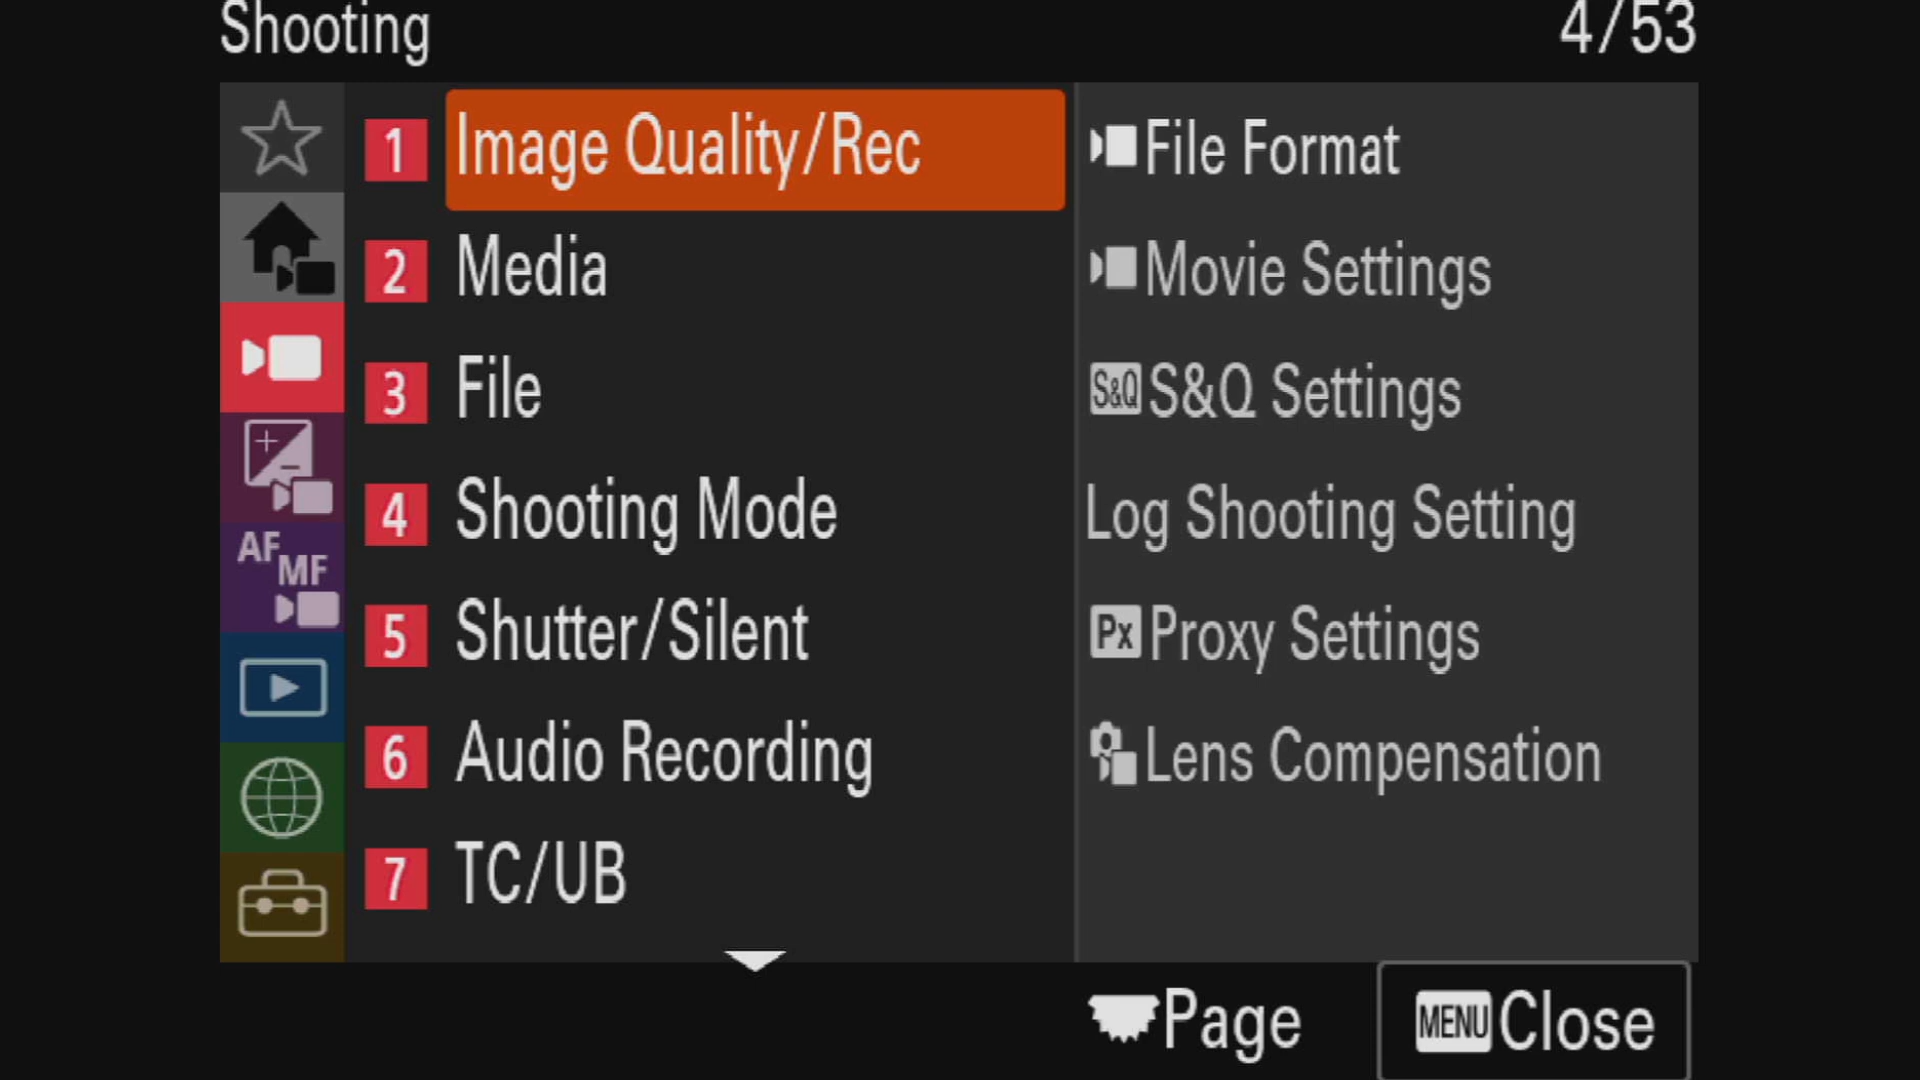 Shooting 4/53
1 Image Quality/Rec
2 Media
3 File
4 Shooting Mode
5 Shutter/Silent
6 Audio Recording
7 TC/UB
AF MF
File Format
Movie Settings
S&Q S&Q Settings
Log Shooting Setting
Px Proxy Settings
Lens Compensation
Page MENU Close